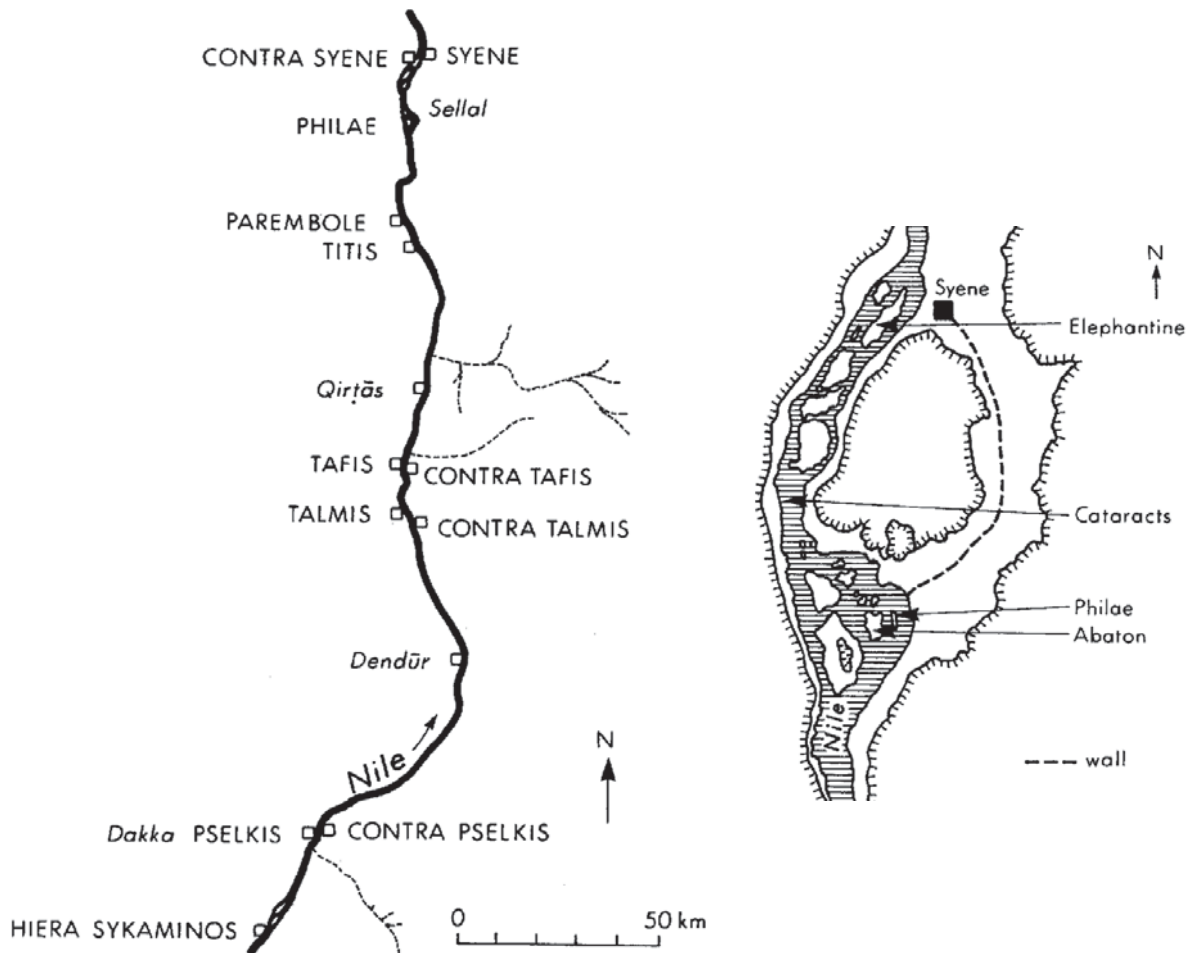 CONTRA SYENE SYENE
Sellal
PHILAE
PAREMBOLE
TITIS
Qirṭās
TAFIS
CONTRA TAFIS
TALMIS
CONTRA TALMIS
Dendūr
Nile
N
Dakka PSELKIS CONTRA PSELKIS
HIERA SYKAMINOS
0 50 km
N
Syene
Elephantine
Cataracts
Philae
Abaton
Nile
wall